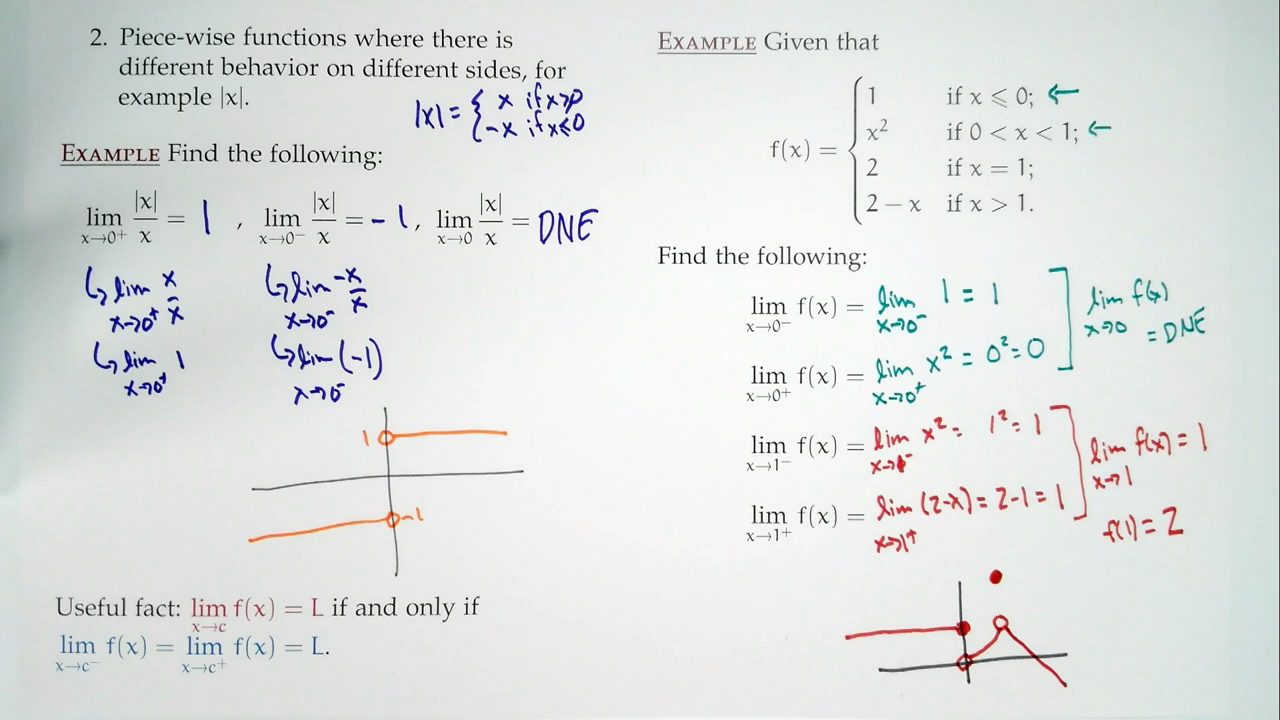 2. Piece-wise functions where there is
different behavior on different sides, for
example |x|.
|x| = { x if x>0
-x if x<0
EXAMPLE Find the following:
lim x→0⁺ |x|/x = 1 , lim x→0⁻ |x|/x = -1, lim x→0 |x|/x = DNE
↳ lim x→0⁺ x/x
↳ lim x→0⁻ -x/x
↳ lim x→0⁺ 1
↳ lim x→0⁻ (-1)
1
-1
Useful fact: lim x→c f(x) = L if and only if
lim x→c⁻ f(x) = lim x→c⁺ f(x) = L.
EXAMPLE Given that
f(x) = { 1 if x ⩽ 0; ←
x² if 0 < x < 1; ←
2 if x = 1;
2 − x if x > 1.
Find the following:
lim x→0⁻ f(x) = lim x→0⁻ 1 = 1
lim x→0⁺ f(x) = lim x→0⁺ x² = 0² = 0
] lim x→0 f(x) = DNE
lim x→1⁻ f(x) = lim x→1⁻ x² = 1² = 1
lim x→1⁺ f(x) = lim x→1⁺ (2-x) = 2-1 = 1
] lim x→1 f(x) = 1
f(1) = 2